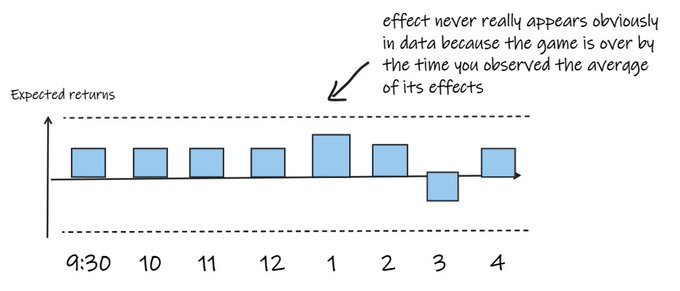 effect never really appears obviously
in data because the game is over by
the time you observed the average
of its effects
Expected returns
9:30 10 11 12 1 2 3 4